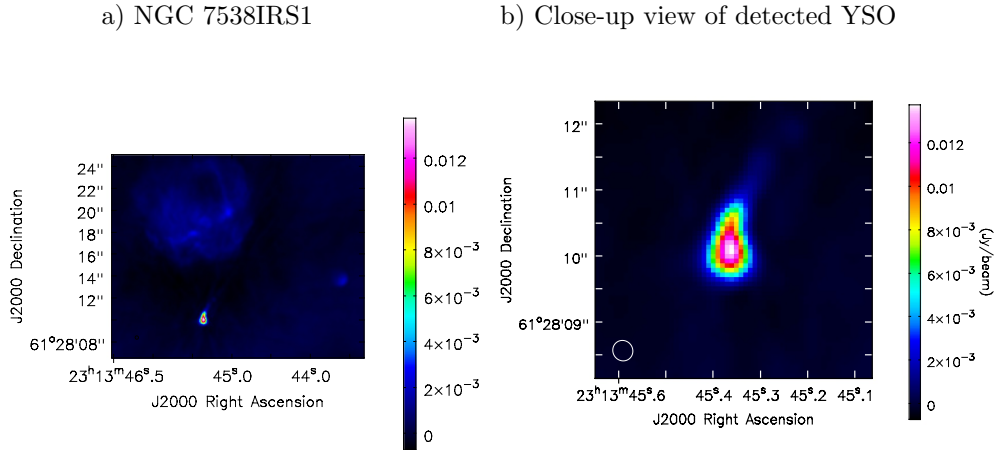 a) NGC 7538IRS1
b) Close-up view of detected YSO
J2000 Declination
24"
22"
20"
18"
16"
14"
12"
61°28'08"
23ʰ13ᵐ46ˢ.5
45ˢ.0
44ˢ.0
J2000 Right Ascension
0.012
0.01
8×10⁻³
6×10⁻³
4×10⁻³
2×10⁻³
0
J2000 Declination
12"
11"
10"
61°28'09"
23ʰ13ᵐ45ˢ.6
45ˢ.4
45ˢ.3
45ˢ.2
45ˢ.1
J2000 Right Ascension
0.012
0.01
8×10⁻³
6×10⁻³
4×10⁻³
2×10⁻³
0
(Jy/beam)